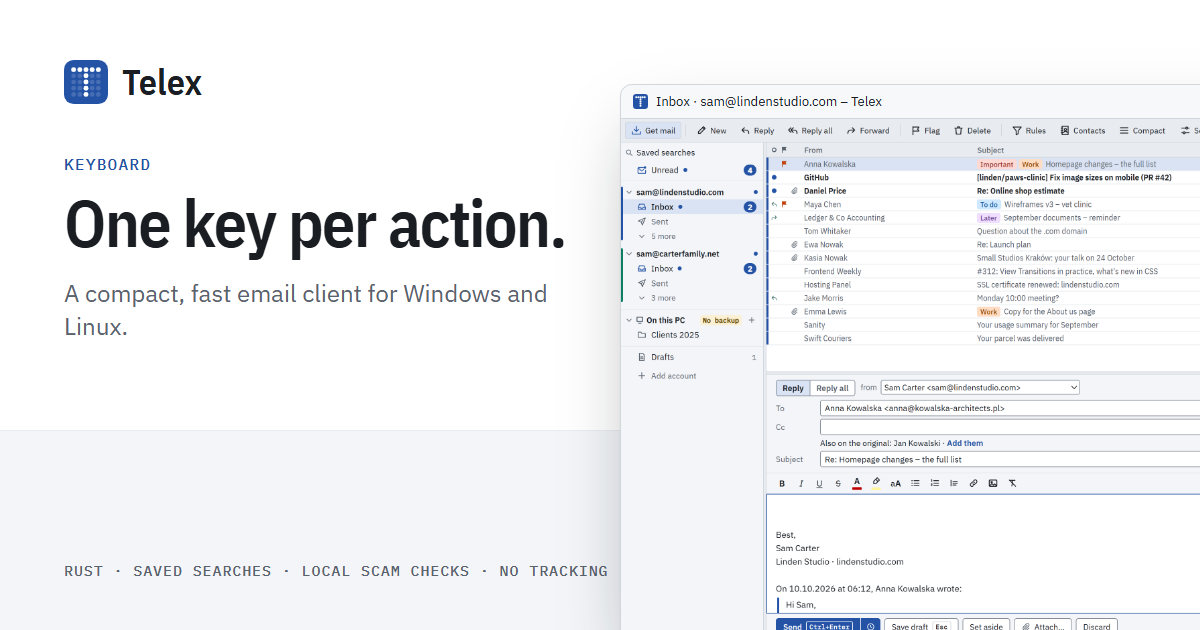 Telex
KEYBOARD
One key per action.
A compact, fast email client for Windows and
Linux.
RUST · SAVED SEARCHES · LOCAL SCAM CHECKS · NO TRACKING
Inbox · sam@lindenstudio.com – Telex
Get mail New Reply Reply all Forward Flag Delete Rules Contacts Compact
Saved searches
Unread 4
sam@lindenstudio.com
Inbox 2
Sent
5 more
sam@carterfamily.net
Inbox 2
Sent
3 more
On this PC No backup
Clients 2025
Drafts 1
Add account
From Subject
Anna Kowalska Important Work Homepage changes – the full list
GitHub [linden/paws-clinic] Fix image sizes on mobile (PR #42)
Daniel Price Re: Online shop estimate
Maya Chen To do Wireframes v3 – vet clinic
Ledger & Co Accounting Later September documents – reminder
Tom Whitaker Question about the .com domain
Ewa Nowak Re: Launch plan
Kasia Nowak Small Studios Kraków: your talk on 24 October
Frontend Weekly #312: View Transitions in practice, what's new in CSS
Hosting Panel SSL certificate renewed: lindenstudio.com
Jake Morris Monday 10:00 meeting?
Emma Lewis Work Copy for the About us page
Sanity Your usage summary for September
Swift Couriers Your parcel was delivered
Reply Reply all from Sam Carter <sam@lindenstudio.com>
To Anna Kowalska <anna@kowalska-architects.pl>
Cc
Also on the original: Jan Kowalski · Add them
Subject Re: Homepage changes – the full list
B I U S A aA
Best,
Sam Carter
Linden Studio · lindenstudio.com
On 10.10.2026 at 06:12, Anna Kowalska wrote:
Hi Sam,
Send Ctrl+Enter Save draft Esc Set aside Attach... Discard